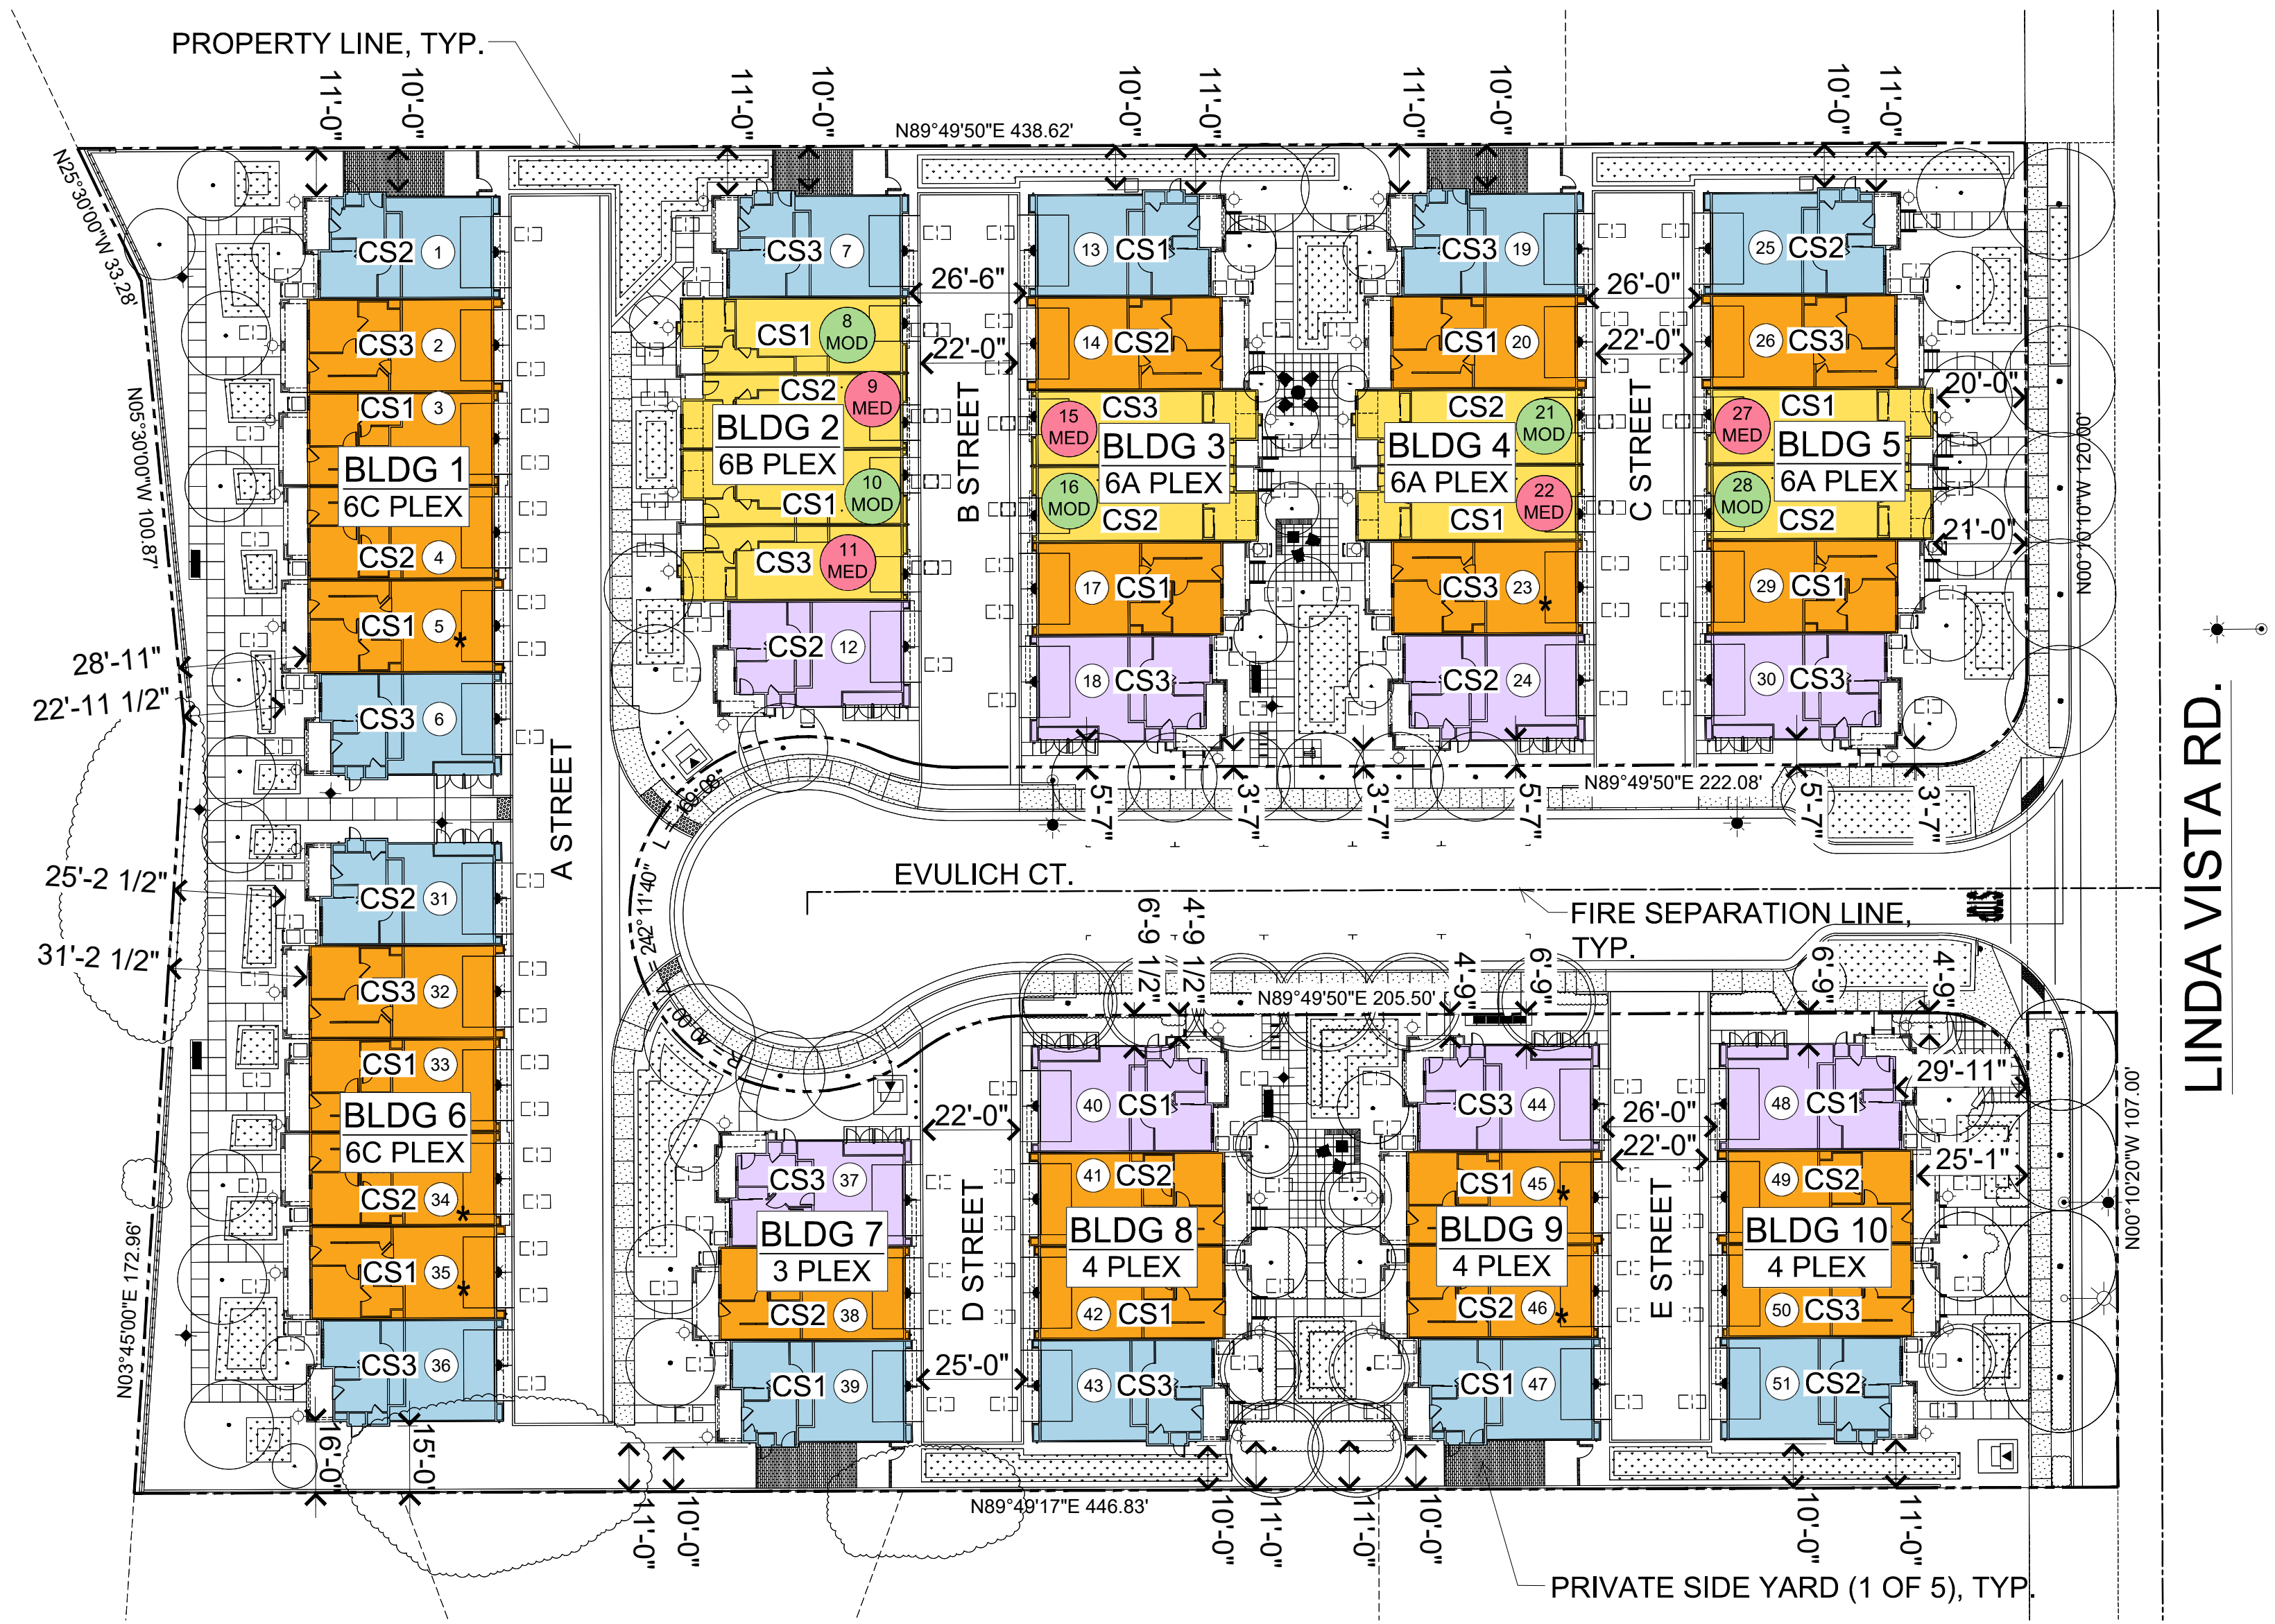 PROPERTY LINE, TYP.
11'-0"
10'-0"
11'-0"
10'-0"
10'-0"
11'-0"
11'-0"
10'-0"
10'-0"
11'-0"
N89°49'50"E 438.62'
N25°30'00"W 33.28'
N05°30'00"W 100.87'
N03°45'00"E 172.96'
CS2 1
CS3 2
CS1 3
BLDG 1
6C PLEX
CS2 4
CS1 5
*
CS3 6
28'-11"
22'-11 1/2"
25'-2 1/2"
31'-2 1/2"
A STREET
CS3 7
CS1 8
MOD
CS2 9
MED
BLDG 2
6B PLEX
CS1 10
MOD
CS3 11
MED
CS2 12
26'-6"
22'-0"
B STREET
13 CS1
14 CS2
15
MED
CS3
BLDG 3
6A PLEX
16
MOD
CS2
17 CS1
18 CS3
CS3 19
CS1 20
CS2 21
MOD
BLDG 4
6A PLEX
CS1 22
MED
CS3 23
*
CS2 24
26'-0"
22'-0"
C STREET
25 CS2
26 CS3
27
MED
CS1
BLDG 5
6A PLEX
28
MOD
CS2
29 CS1
30 CS3
20'-0"
21'-0"
N00°10'10"W 120.00'
5'-7"
3'-7"
3'-7"
5'-7"
5'-7"
3'-7"
N89°49'50"E 222.08'
L = 169.08'
242°11'40"
R = 40.00'
EVULICH CT.
FIRE SEPARATION LINE,
TYP.
LINDA VISTA RD.
CS2 31
CS3 32
CS1 33
BLDG 6
6C PLEX
CS2 34
*
CS1 35
*
CS3 36
16'-0"
15'-0"
CS3 37
BLDG 7
3 PLEX
CS2 38
CS1 39
22'-0"
D STREET
25'-0"
6'-9 1/2"
4'-9 1/2"
N89°49'50"E 205.50'
4'-9"
6'-9"
6'-9"
4'-9"
40 CS1
41 CS2
BLDG 8
4 PLEX
42 CS1
43 CS3
CS3 44
CS1 45
*
BLDG 9
4 PLEX
CS2 46
*
CS1 47
26'-0"
22'-0
E STREET
48 CS1
49 CS2
BLDG 10
4 PLEX
50 CS3
51 CS2
29'-11"
25'-1"
N00°10'20"W 107.00'
11'-0"
10'-0"
N89°49'17"E 446.83'
10'-0"
11'-0"
11'-0"
10'-0"
10'-0"
11'-0"
PRIVATE SIDE YARD (1 OF 5), TYP.